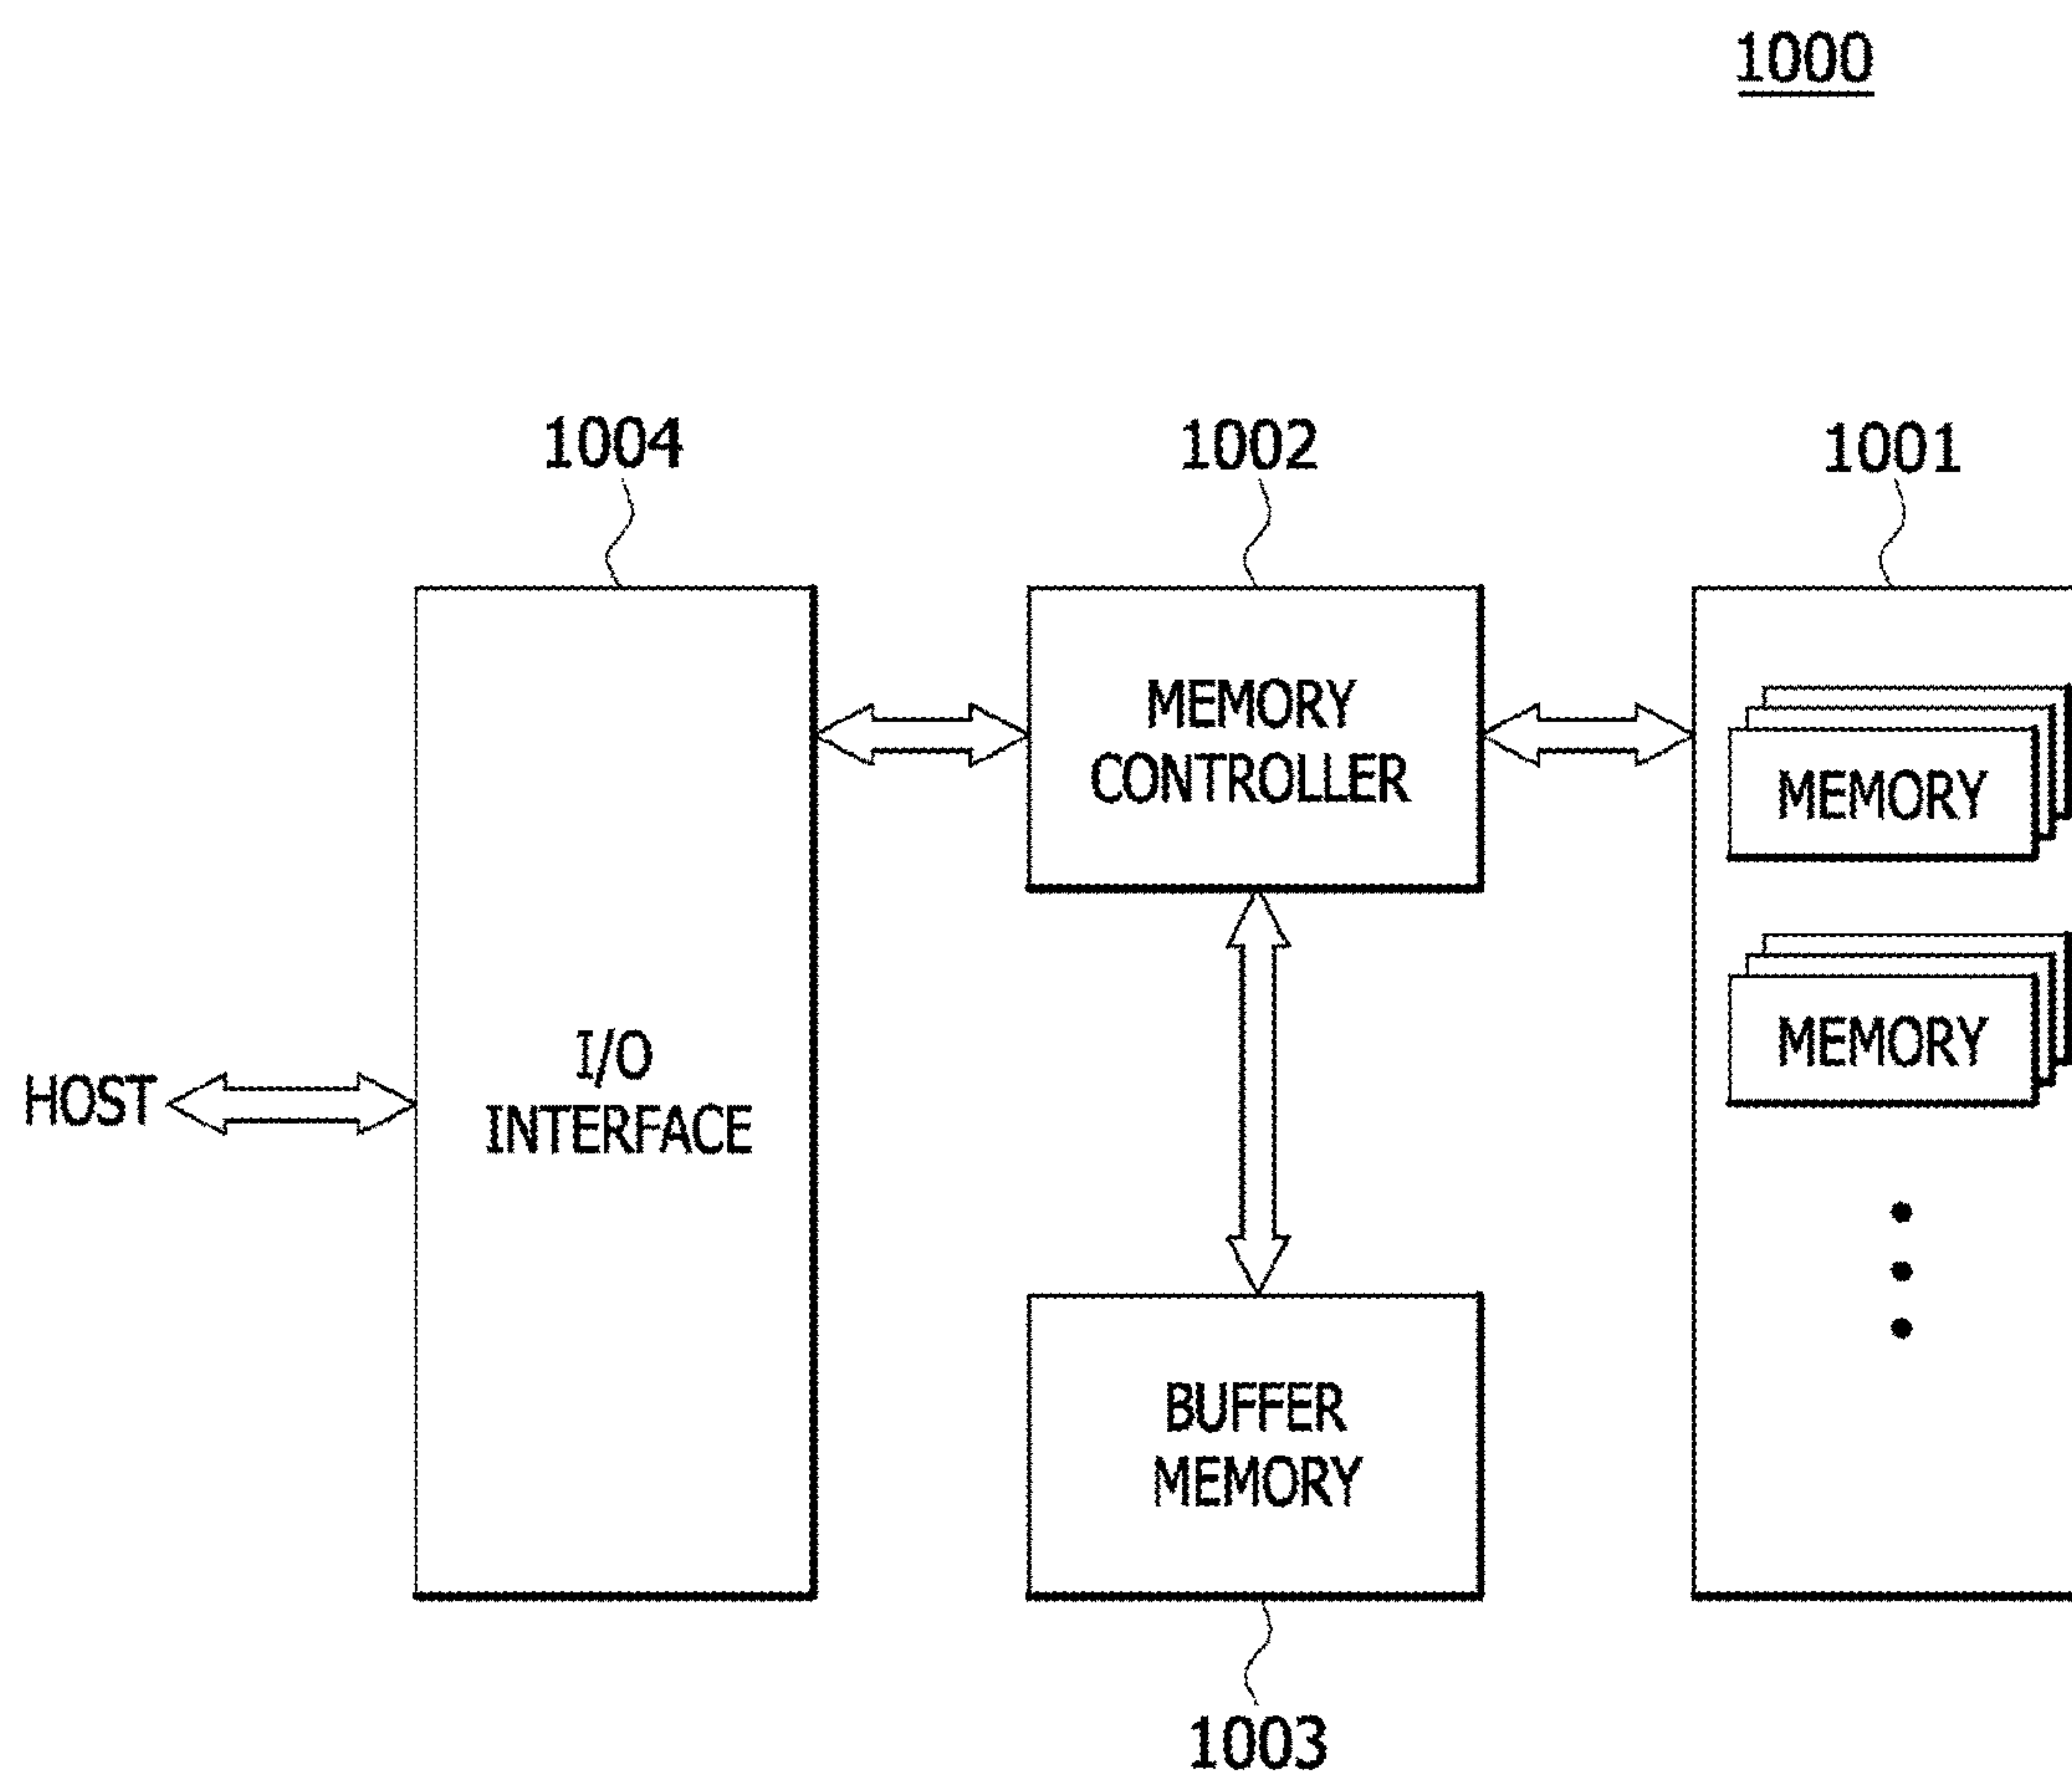 1000
1004
1002
1001
MEMORY
CONTROLLER
MEMORY
MEMORY
HOST
I/O
INTERFACE
BUFFER
MEMORY
1003